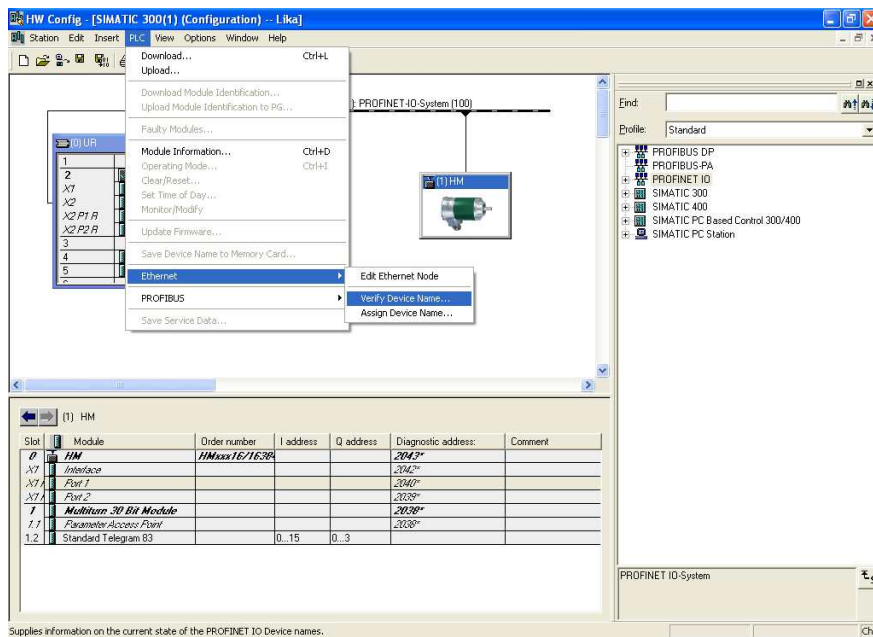 HW Config - [SIMATIC 300(1) (Configuration) -- Lika]
Station Edit Insert PLC View Options Window Help
Download... Ctrl+L
Upload...
Download Module Identification...
Upload Module Identification to PG...
Faulty Modules...
Module Information... Ctrl+D
Operating Mode... Ctrl+I
Clear/Reset...
Set Time of Day...
Monitor/Modify
Update Firmware...
Save Device Name to Memory Card...
Ethernet
PROFIBUS
Save Service Data...
Edit Ethernet Node
Verify Device Name...
Assign Device Name...
(0) UR
1
2
X1
X2
X2 P1 R
X2 P2 R
3
4
5
): PROFINET-IO-System (100)
(1) HM
Find:
Profile: Standard
PROFIBUS DP
PROFIBUS-PA
PROFINET IO
SIMATIC 300
SIMATIC 400
SIMATIC PC Based Control 300/400
SIMATIC PC Station
(1) HM
Slot Module Order number I address Q address Diagnostic address: Comment
0 HM HMxxx16/16384 2043*
X1 Interface 2042*
X1 Port 1 2040*
X1 Port 2 2039*
1 Multiturn 30 Bit Module 2038*
1.1 Parameter Access Point 2038*
1.2 Standard Telegram 83 0...15 0...3
PROFINET IO-System
Supplies information on the current state of the PROFINET IO Device names.
Ch